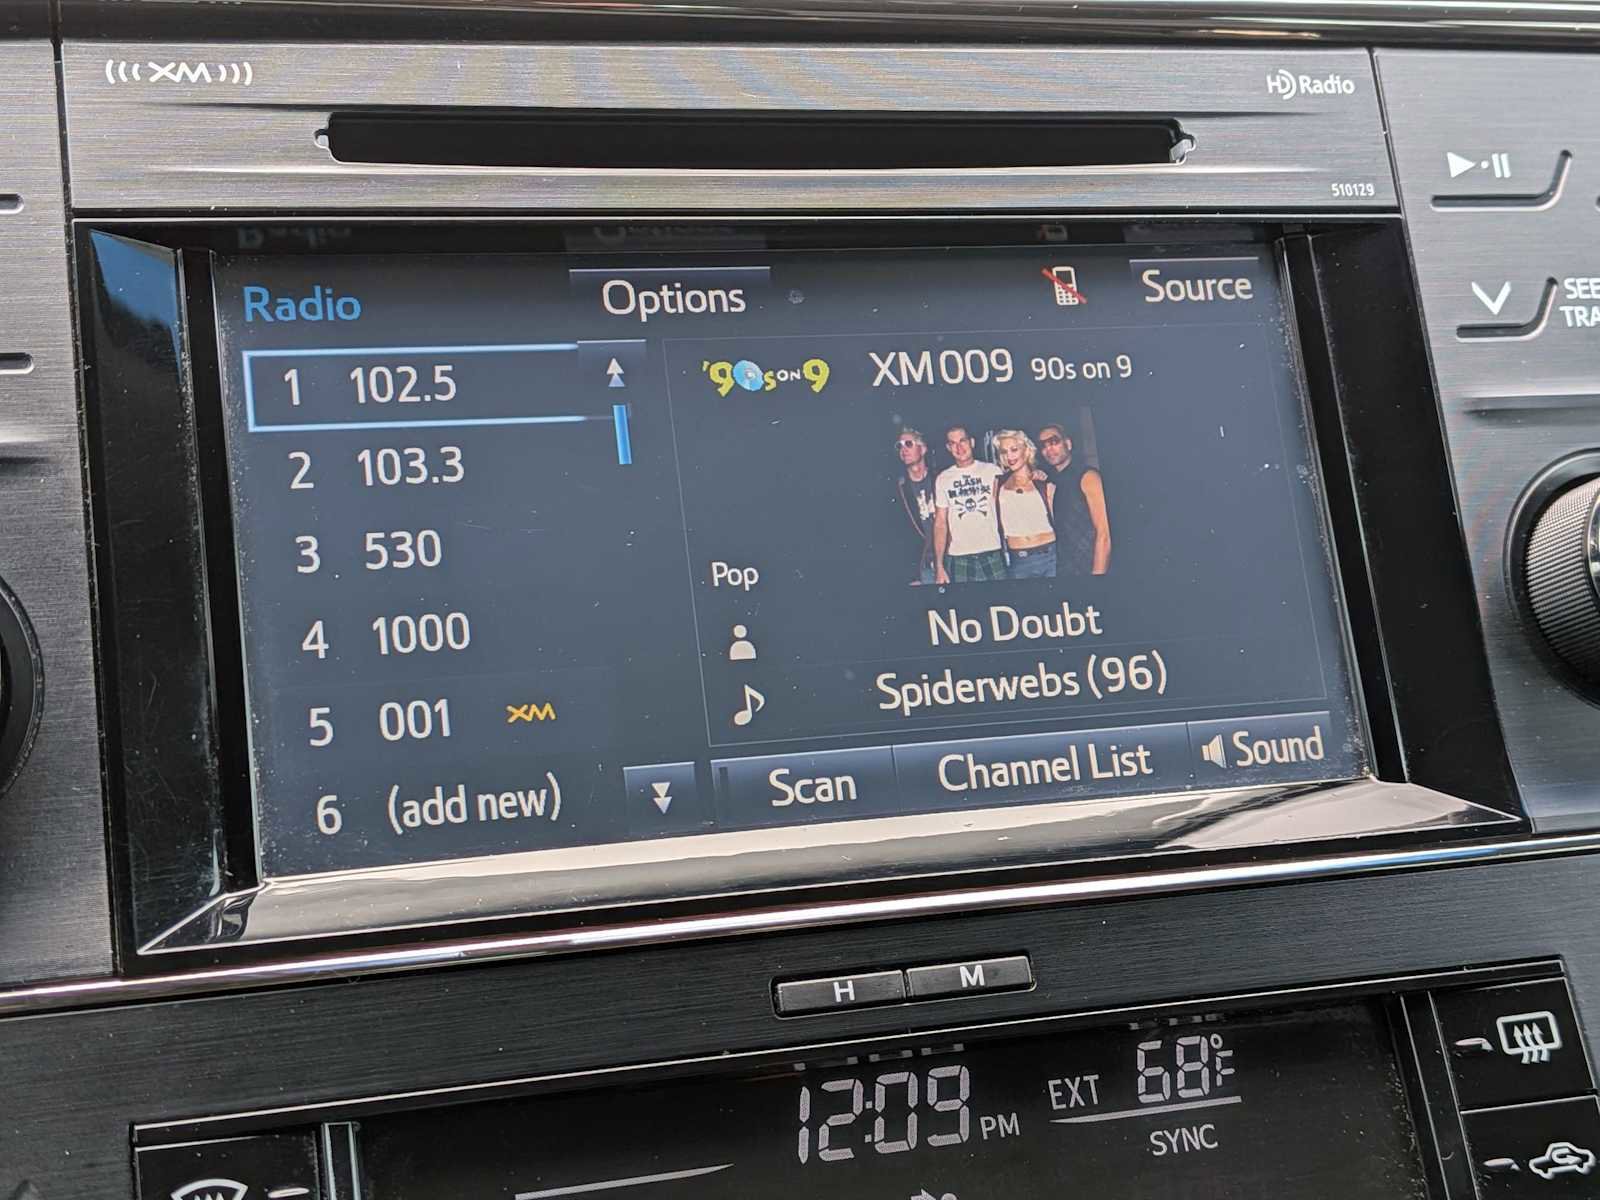 XM
HD Radio
510129
Radio
Options
Source
SEE
TRA
1 102.5
2 103.3
3 530
4 1000
5 001 XM
6 (add new)
'90s ON 9
XM009 90s on 9
The CLASH
Pop
No Doubt
Spiderwebs (96)
Scan
Channel List
Sound
H
M
12:09 PM
EXT 68°F
SYNC